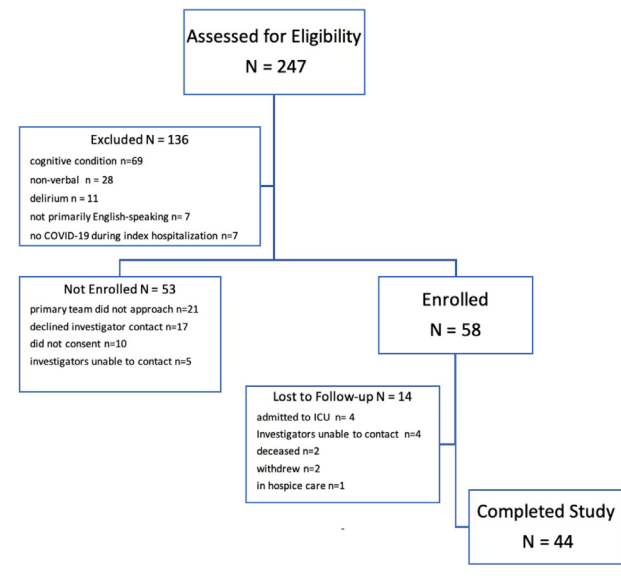 Assessed for Eligibility
N = 247
Excluded N = 136
cognitive condition n=69
non-verbal n = 28
delirium n = 11
not primarily English-speaking n= 7
no COVID-19 during index hospitalization n=7
Not Enrolled N = 53
primary team did not approach n=21
declined investigator contact n=17
did not consent n=10
investigators unable to contact n=5
Enrolled
N = 58
Lost to Follow-up N = 14
admitted to ICU n= 4
Investigators unable to contact n=4
deceased n=2
withdrew n=2
in hospice care n=1
Completed Study
N = 44